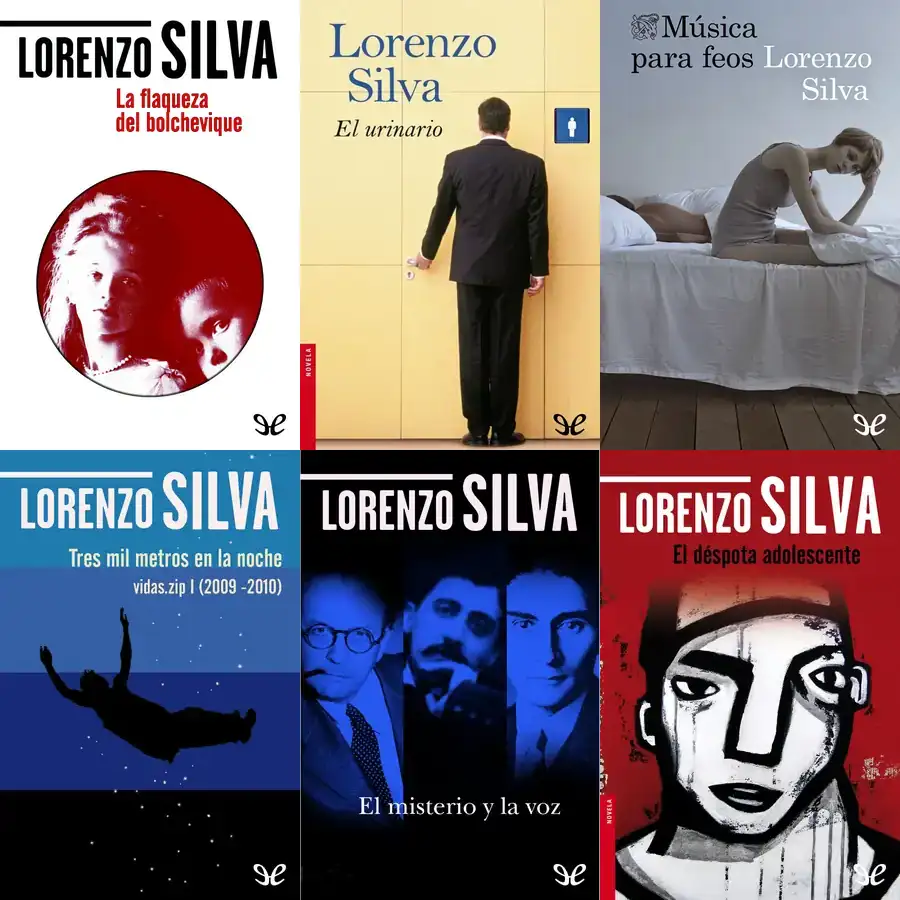 LORENZO SILVA
La flaqueza
del bolchevique
Lorenzo
Silva
El urinario
NOVELA
Música
para feos Lorenzo
Silva
LORENZO SILVA
Tres mil metros en la noche
vidas.zip I (2009 -2010)
LORENZO SILVA
El misterio y la voz
LORENZO SILVA
El déspota adolescente
NOVELA